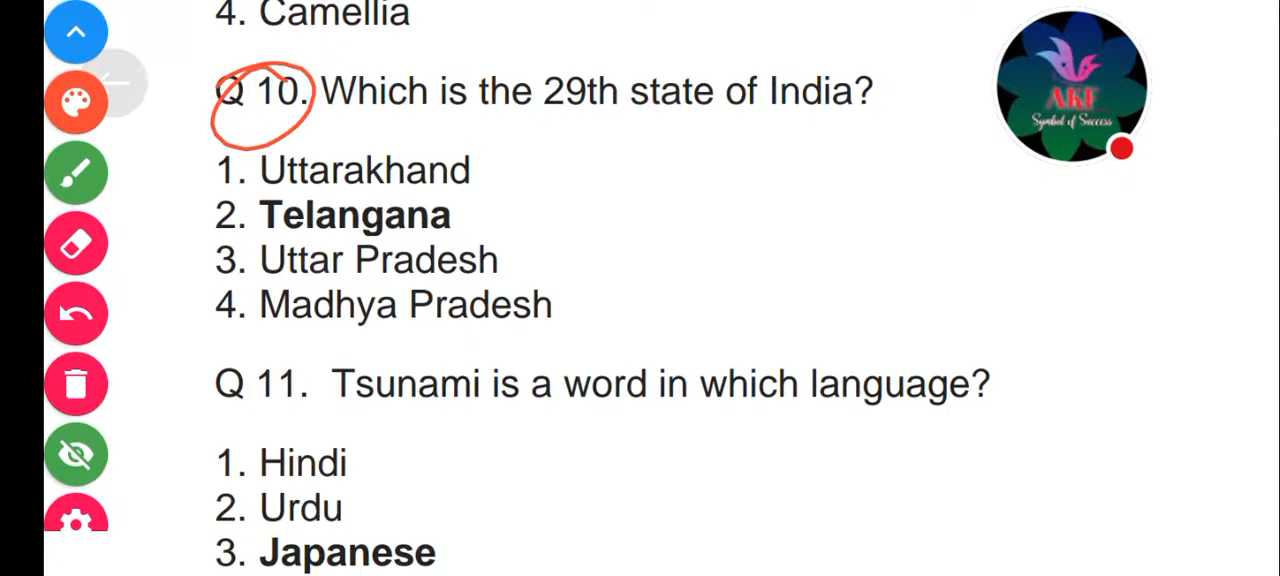 4. Camellia
Q 10. Which is the 29th state of India?
AKF
Symbol of Success
1. Uttarakhand
2. Telangana
3. Uttar Pradesh
4. Madhya Pradesh
Q 11. Tsunami is a word in which language?
1. Hindi
2. Urdu
3. Japanese